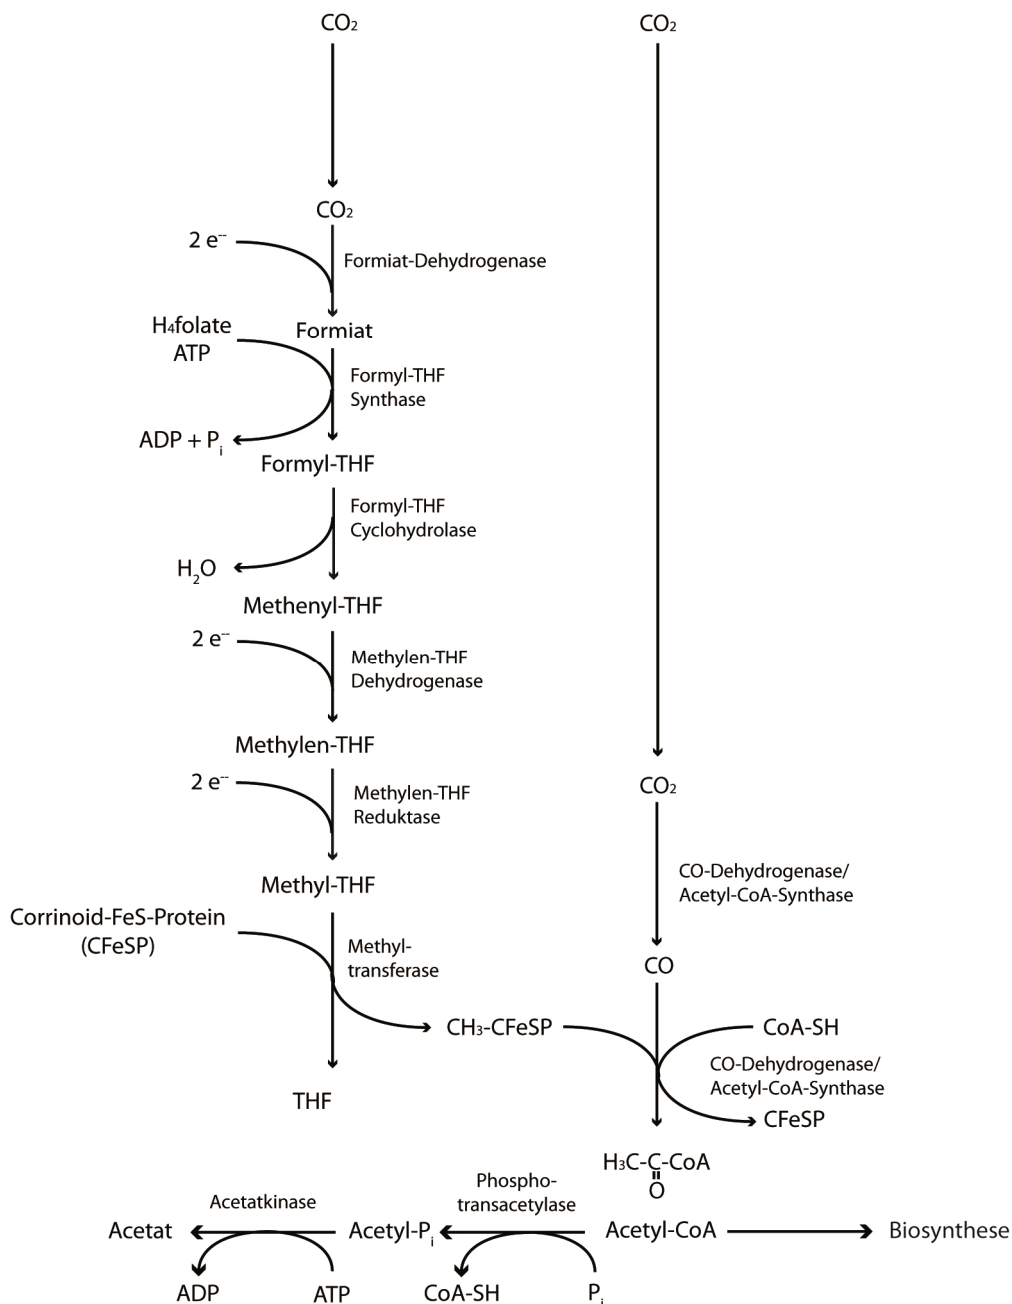 CO₂
CO₂
CO₂
2 e⁻⁻
Formiat-Dehydrogenase
H₄folate
ATP
Formiat
Formyl-THF
Synthase
ADP + Pᵢ
Formyl-THF
Formyl-THF
Cyclohydrolase
H₂O
Methenyl-THF
2 e⁻⁻
Methylen-THF
Dehydrogenase
Methylen-THF
2 e⁻⁻
Methylen-THF
Reduktase
CO₂
Methyl-THF
CO-Dehydrogenase/
Acetyl-CoA-Synthase
Corrinoid-FeS-Protein
(CFeSP)
Methyl-
transferase
CO
CH₃-CFeSP
CoA-SH
CO-Dehydrogenase/
Acetyl-CoA-Synthase
THF
CFeSP
H₃C-C-CoA
O
Phospho-
transacetylase
Acetatkinase
Acetat
Acetyl-Pᵢ
Acetyl-CoA
Biosynthese
ADP
ATP
CoA-SH
Pᵢ